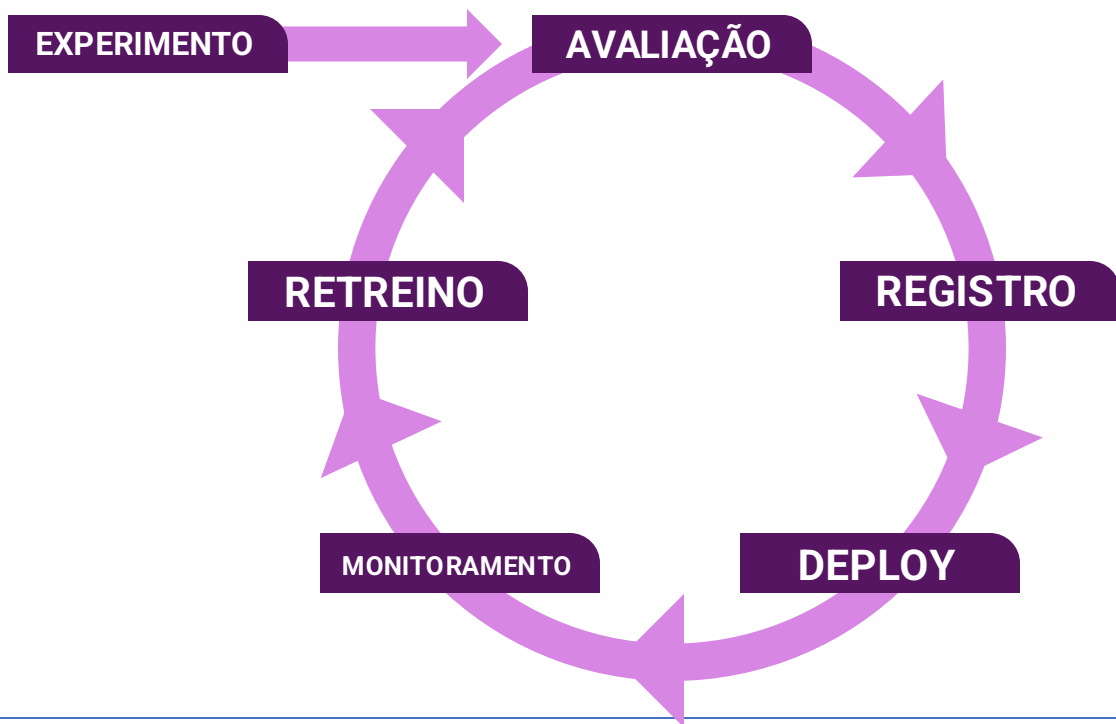 EXPERIMENTO
AVALIAÇÃO
RETREINO
REGISTRO
MONITORAMENTO
DEPLOY